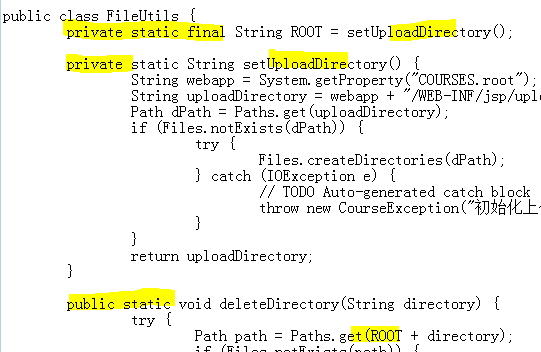 public class FileUtils {
private static final String ROOT = setUploadDirectory();
private static String setUploadDirectory() {
String webapp = System.getProperty("COURSES.root");
String uploadDirectory = webapp + "/WEB-INF/jsp/uplo
Path dPath = Paths.get(uploadDirectory);
if (Files.notExists(dPath)) {
try {
Files.createDirectories(dPath);
} catch (IOException e) {
// TODO Auto-generated catch block
throw new CourseException("初始化上
}
}
return uploadDirectory;
}
public static void deleteDirectory(String directory) {
try {
Path path = Paths.get(ROOT + directory);
if (Files.notExists(path)) {